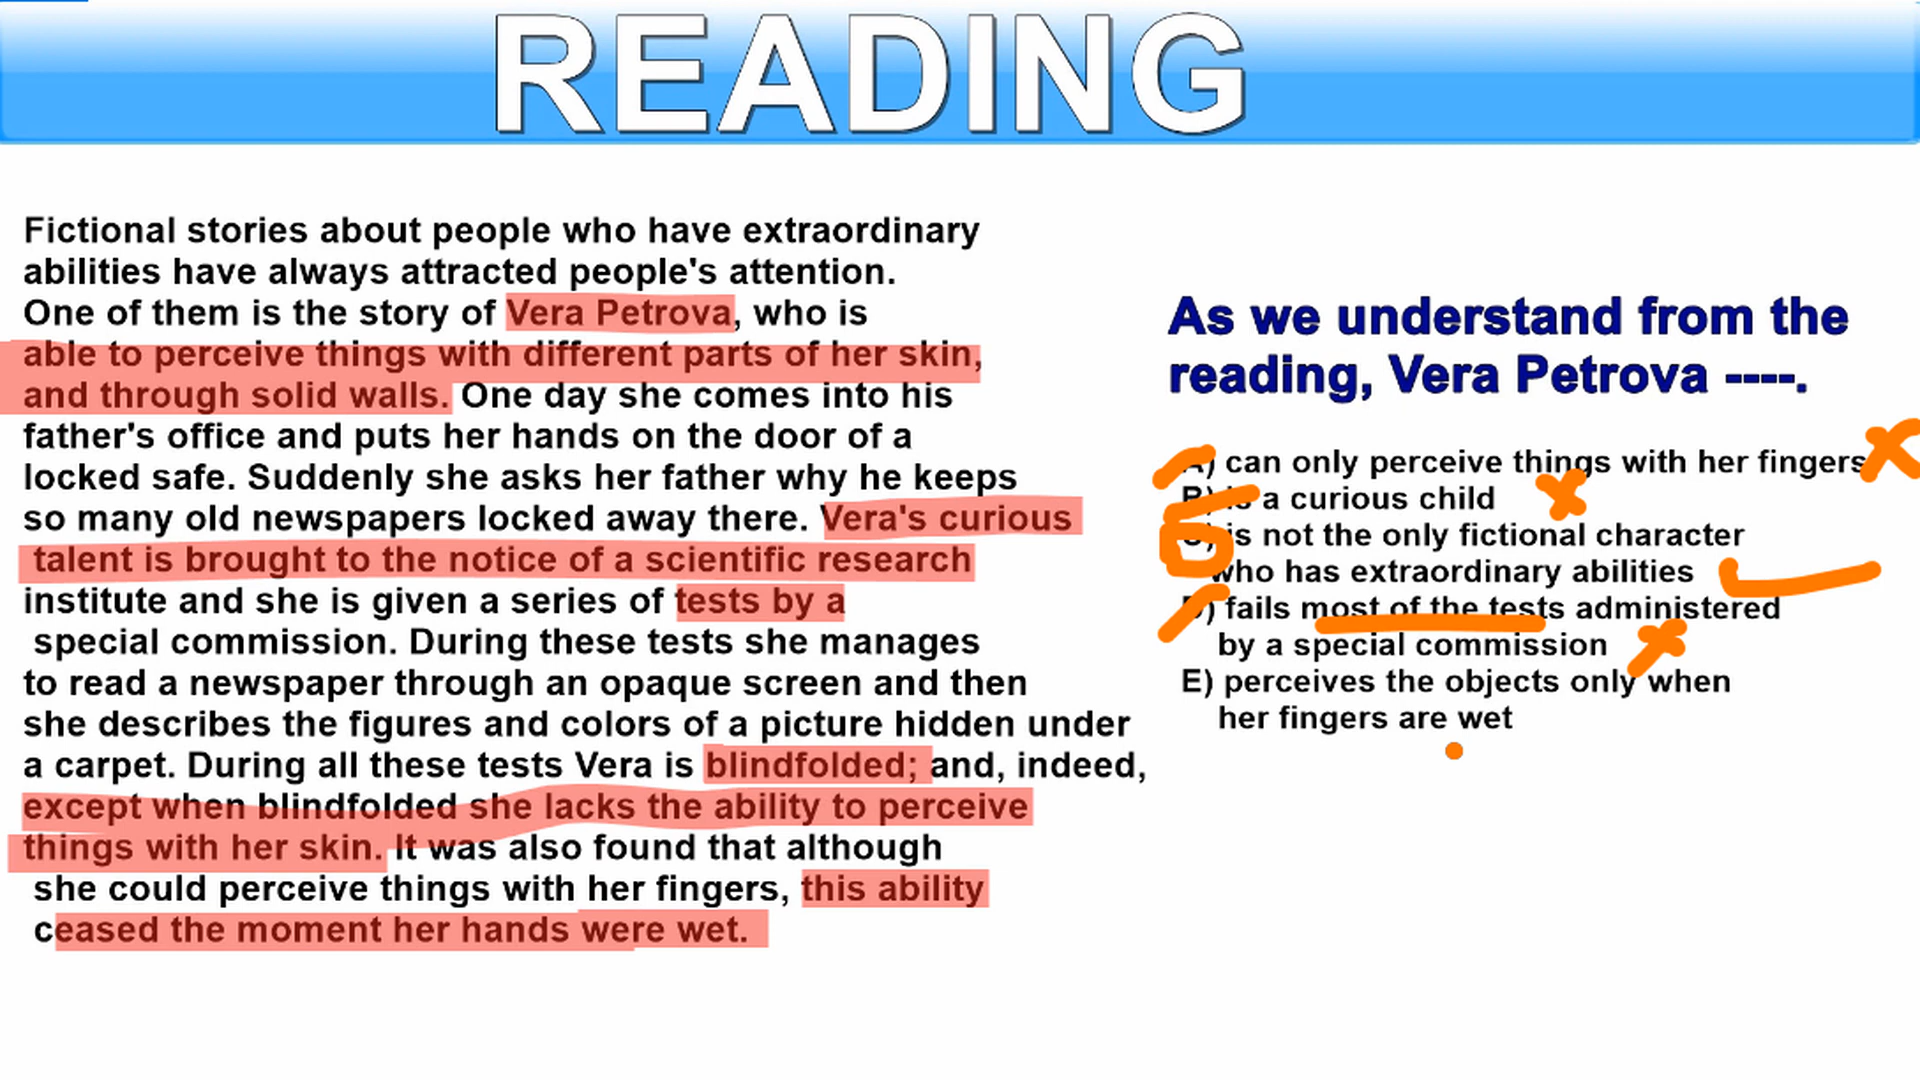 READING
Fictional stories about people who have extraordinary
abilities have always attracted people's attention.
One of them is the story of Vera Petrova, who is
able to perceive things with different parts of her skin,
and through solid walls. One day she comes into his
father's office and puts her hands on the door of a
locked safe. Suddenly she asks her father why he keeps
so many old newspapers locked away there. Vera's curious
talent is brought to the notice of a scientific research
institute and she is given a series of tests by a
special commission. During these tests she manages
to read a newspaper through an opaque screen and then
she describes the figures and colors of a picture hidden under
a carpet. During all these tests Vera is blindfolded; and, indeed,
except when blindfolded she lacks the ability to perceive
things with her skin. It was also found that although
she could perceive things with her fingers, this ability
ceased the moment her hands were wet.
As we understand from the
reading, Vera Petrova ----.
A) can only perceive things with her fingers
B) is a curious child
C) is not the only fictional character
who has extraordinary abilities
D) fails most of the tests administered
by a special commission
E) perceives the objects only when
her fingers are wet